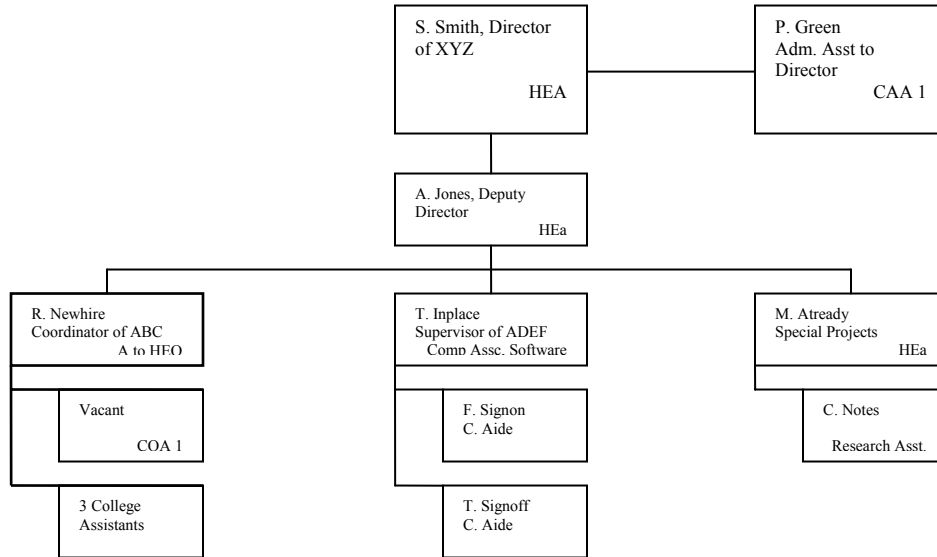 S. Smith, Director
of XYZ
HEA
P. Green
Adm. Asst to
Director
CAA 1
A. Jones, Deputy
Director
HEa
R. Newhire
Coordinator of ABC
A to HEO
T. Inplace
Supervisor of ADEF
Comp Assc. Software
M. Atready
Special Projects
HEa
Vacant
COA 1
F. Signon
C. Aide
C. Notes
Research Asst.
3 College
Assistants
T. Signoff
C. Aide